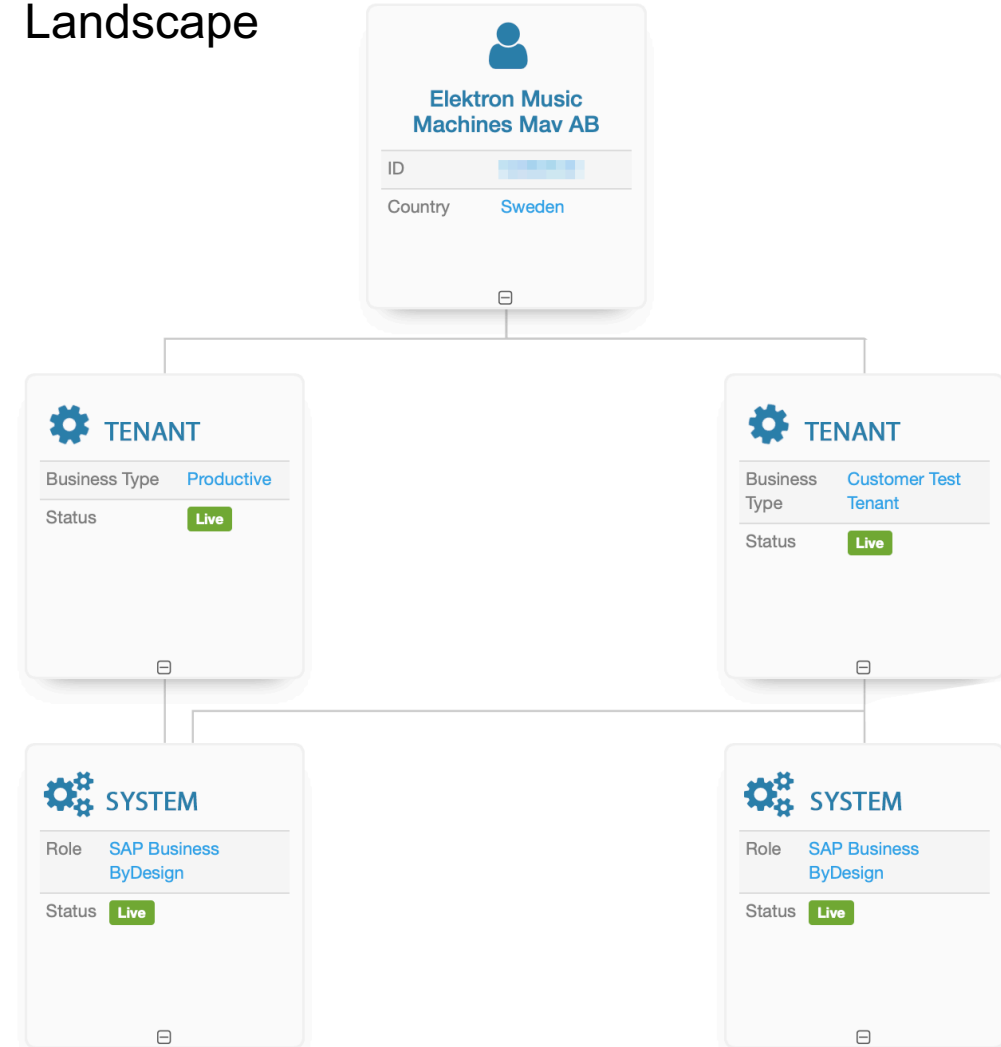 Landscape
Elektron Music
Machines Mav AB
ID
Country Sweden
TENANT
Business Type Productive
Status Live
TENANT
Business Customer Test
Type Tenant
Status Live
SYSTEM
Role SAP Business
ByDesign
Status Live
SYSTEM
Role SAP Business
ByDesign
Status Live